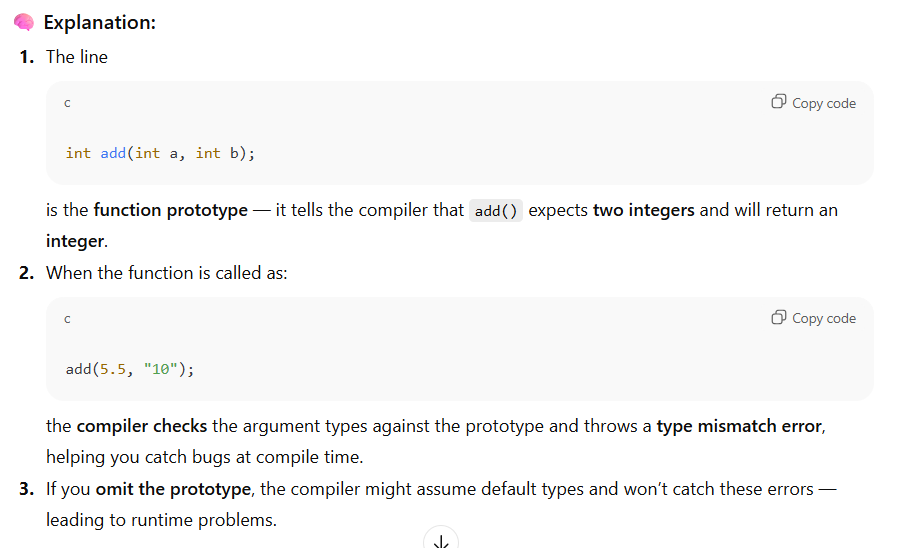 🧠 Explanation:
1. The line
c
Copy code
int add(int a, int b);
is the function prototype — it tells the compiler that add() expects two integers and will return an
integer.
2. When the function is called as:
c
Copy code
add(5.5, "10");
the compiler checks the argument types against the prototype and throws a type mismatch error,
helping you catch bugs at compile time.
3. If you omit the prototype, the compiler might assume default types and won’t catch these errors —
leading to runtime problems.